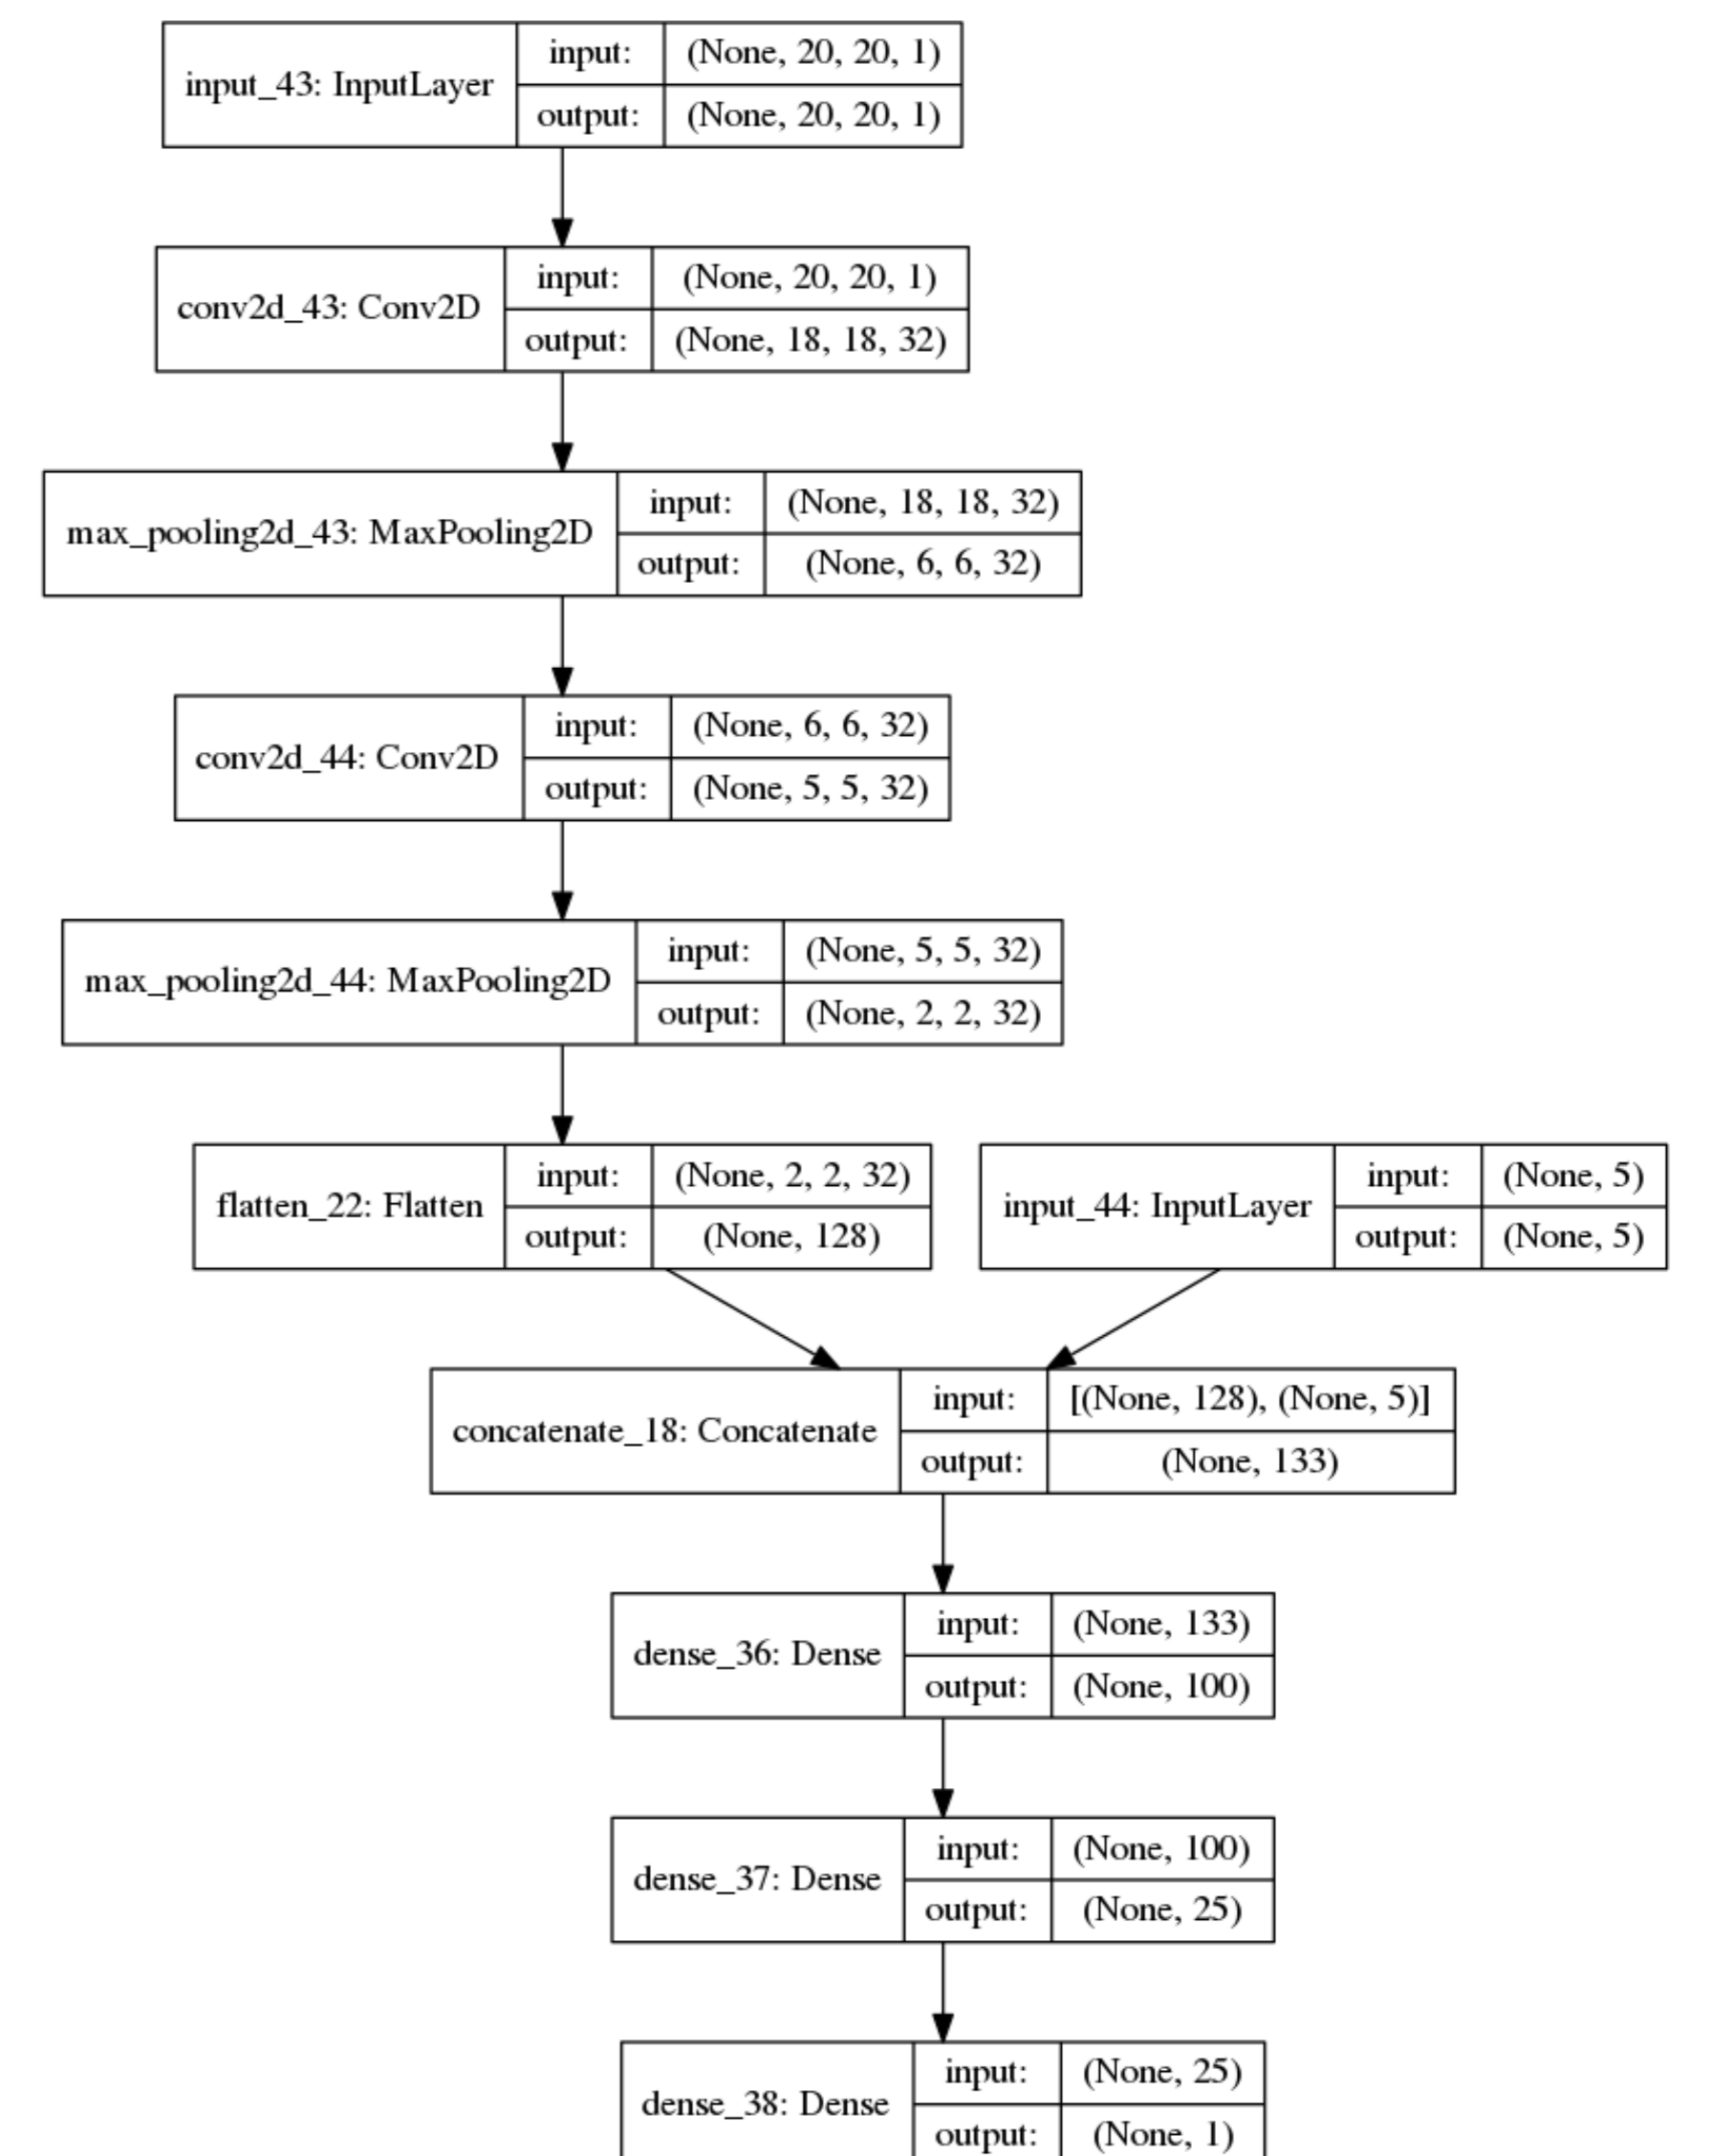 input_43: InputLayer
input: (None, 20, 20, 1)
output: (None, 20, 20, 1)
conv2d_43: Conv2D
input: (None, 20, 20, 1)
output: (None, 18, 18, 32)
max_pooling2d_43: MaxPooling2D
input: (None, 18, 18, 32)
output: (None, 6, 6, 32)
conv2d_44: Conv2D
input: (None, 6, 6, 32)
output: (None, 5, 5, 32)
max_pooling2d_44: MaxPooling2D
input: (None, 5, 5, 32)
output: (None, 2, 2, 32)
flatten_22: Flatten
input: (None, 2, 2, 32)
output: (None, 128)
input_44: InputLayer
input: (None, 5)
output: (None, 5)
concatenate_18: Concatenate
input: [(None, 128), (None, 5)]
output: (None, 133)
dense_36: Dense
input: (None, 133)
output: (None, 100)
dense_37: Dense
input: (None, 100)
output: (None, 25)
dense_38: Dense
input: (None, 25)
output: (None, 1)